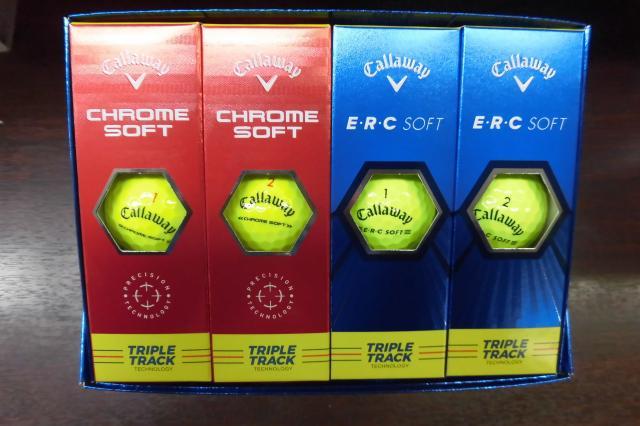 Callaway
CHROME
SOFT
1
Callaway
«CHROME SOFT»
PRECISION
TECHNOLOGY
TRIPLE
TRACK
TECHNOLOGY
Callaway
CHROME
SOFT
2
Callaway
«CHROME SOFT»
PRECISION
TECHNOLOGY
TRIPLE
TRACK
TECHNOLOGY
Callaway
E•R•C SOFT
1
Callaway
E•R•C SOFT
TRIPLE
TRACK
TECHNOLOGY
Callaway
E•R•C SOFT
2
Callaway
C SOFT
TRIPLE
TRACK
TECHNOLOGY